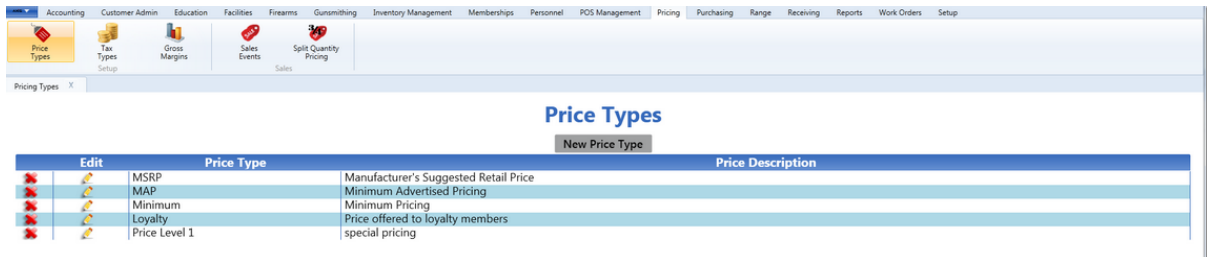 Accounting Customer Admin Education Facilities Firearms Gunsmithing Inventory Management Memberships Personnel POS Management Pricing Purchasing Range Receiving Reports Work Orders Setup
Price Types Tax Types Gross Margins Sales Events Split Quantity Pricing
Setup Sales
Pricing Types X
Price Types
New Price Type
Edit Price Type Price Description
MSRP Manufacturer's Suggested Retail Price
MAP Minimum Advertised Pricing
Minimum Minimum Pricing
Loyalty Price offered to loyalty members
Price Level 1 special pricing